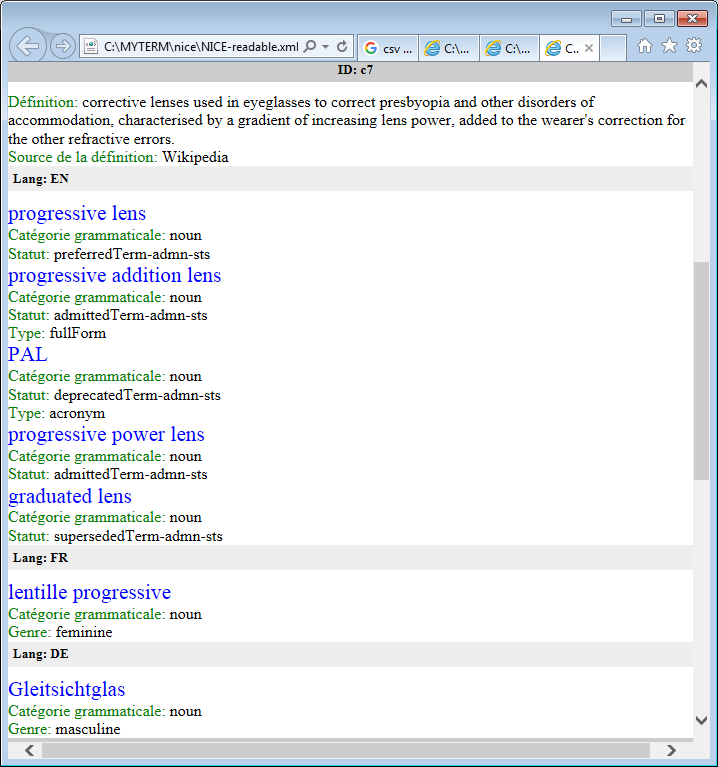 C:\MYTERM\nice\NICE-readable.xml
csv ...
C:\...
C:\...
C...
ID: c7
Définition: corrective lenses used in eyeglasses to correct presbyopia and other disorders of
accommodation, characterised by a gradient of increasing lens power, added to the wearer's correction for
the other refractive errors.
Source de la définition: Wikipedia
Lang: EN
progressive lens
Catégorie grammaticale: noun
Statut: preferredTerm-admn-sts
progressive addition lens
Catégorie grammaticale: noun
Statut: admittedTerm-admn-sts
Type: fullForm
PAL
Catégorie grammaticale: noun
Statut: deprecatedTerm-admn-sts
Type: acronym
progressive power lens
Catégorie grammaticale: noun
Statut: admittedTerm-admn-sts
graduated lens
Catégorie grammaticale: noun
Statut: supersededTerm-admn-sts
Lang: FR
lentille progressive
Catégorie grammaticale: noun
Genre: feminine
Lang: DE
Gleitsichtglas
Catégorie grammaticale: noun
Genre: masculine